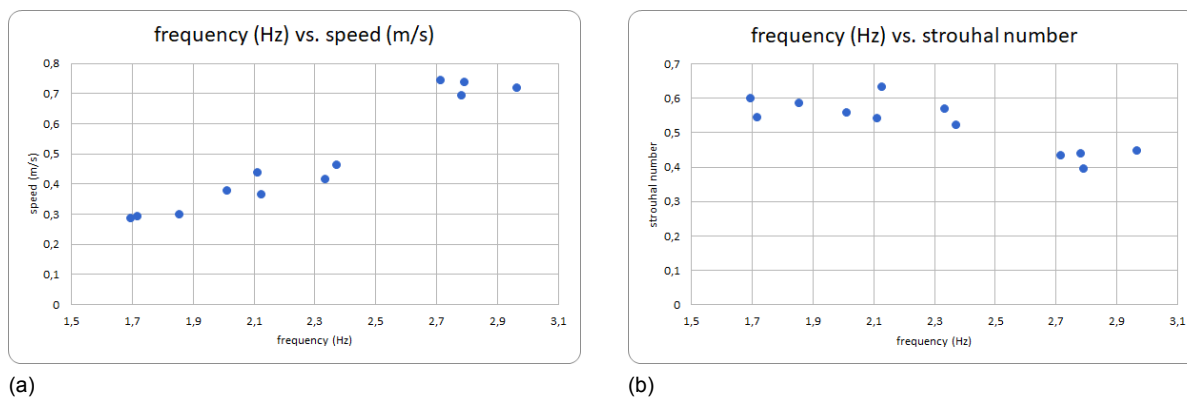 frequency (Hz) vs. speed (m/s)
0,8
0,7
0,6
0,5
0,4
0,3
0,2
0,1
0
speed (m/s)
1,5 1,7 1,9 2,1 2,3 2,5 2,7 2,9 3,1
frequency (Hz)
(a)
frequency (Hz) vs. strouhal number
0,7
0,6
0,5
0,4
0,3
0,2
0,1
0
strouhal number
1,5 1,7 1,9 2,1 2,3 2,5 2,7 2,9 3,1
frequency (Hz)
(b)